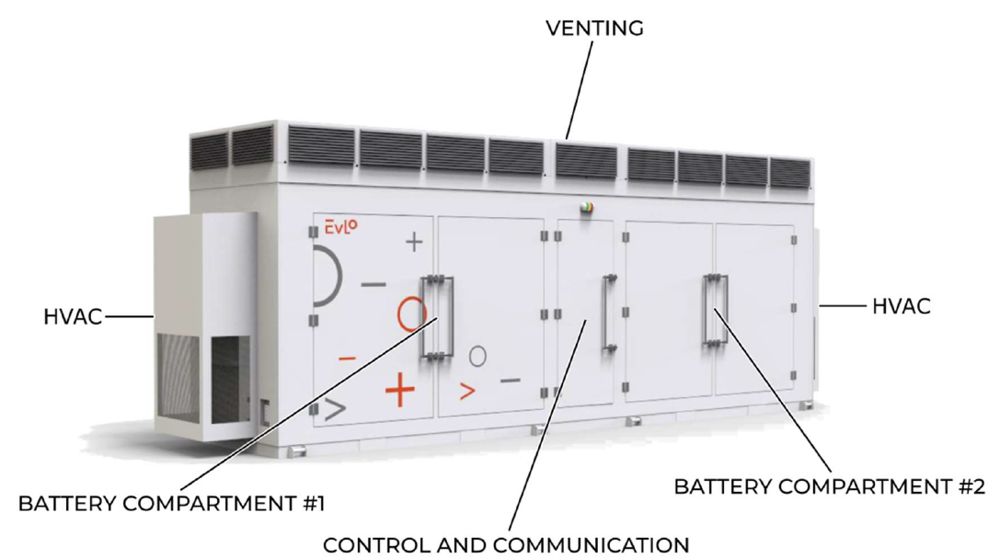 VENTING
EVLO
HVAC
HVAC
BATTERY COMPARTMENT #1
BATTERY COMPARTMENT #2
CONTROL AND COMMUNICATION